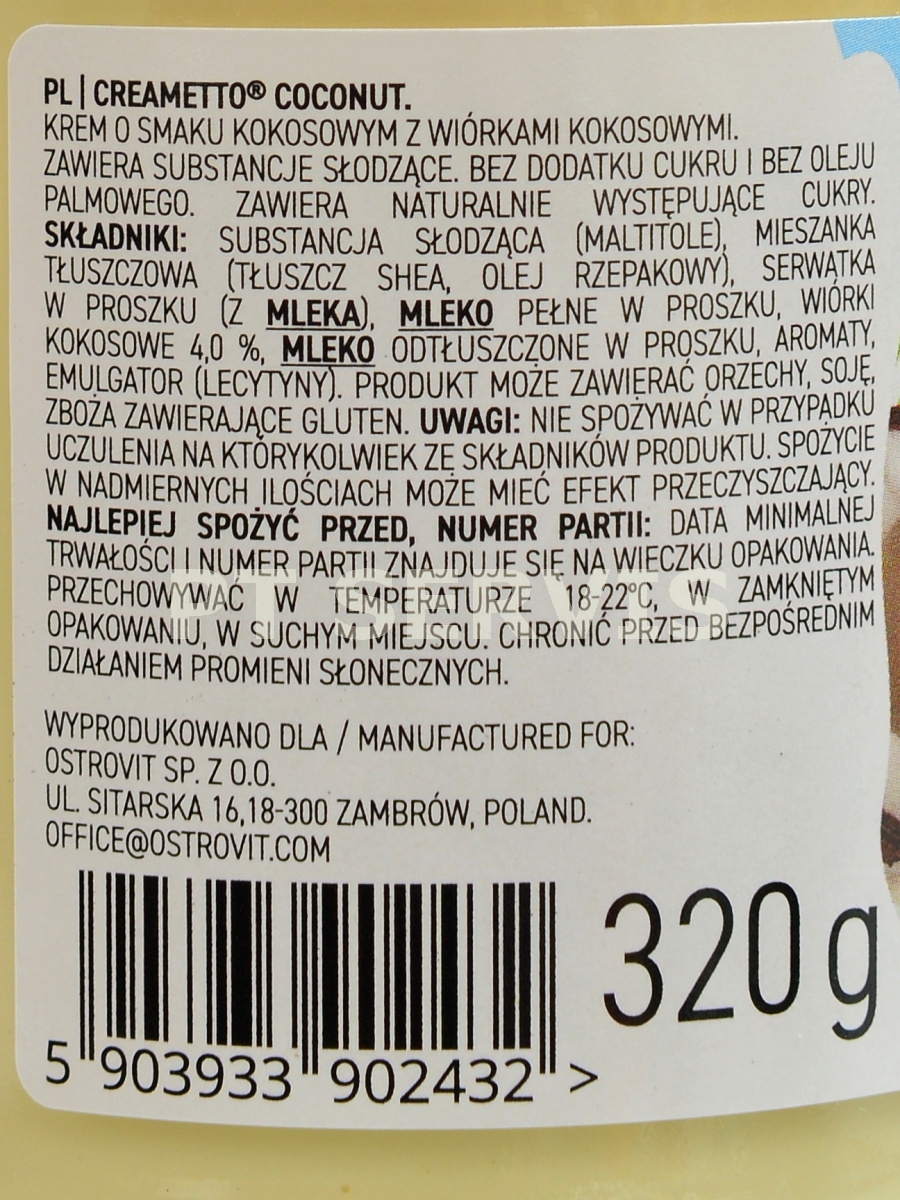 PL | CREAMETTO® COCONUT.
KREM O SMAKU KOKOSOWYM Z WIÓRKAMI KOKOSOWYMI.
ZAWIERA SUBSTANCJE SŁODZĄCE. BEZ DODATKU CUKRU I BEZ OLEJU
PALMOWEGO. ZAWIERA NATURALNIE WYSTĘPUJĄCE CUKRY.
SKŁADNIKI: SUBSTANCJA SŁODZĄCA (MALTITOLE), MIESZANKA
TŁUSZCZOWA (TŁUSZCZ SHEA, OLEJ RZEPAKOWY), SERWATKA
W PROSZKU (Z MLEKA), MLEKO PEŁNE W PROSZKU, WIÓRKI
KOKOSOWE 4,0 %, MLEKO ODTŁUSZCZONE W PROSZKU, AROMATY,
EMULGATOR (LECYTYNY). PRODUKT MOŻE ZAWIERAĆ ORZECHY, SOJĘ,
ZBOŻA ZAWIERAJĄCE GLUTEN. UWAGI: NIE SPOŻYWAĆ W PRZYPADKU
UCZULENIA NA KTÓRYKOLWIEK ZE SKŁADNIKÓW PRODUKTU. SPOŻYCIE
W NADMIERNYCH ILOŚCIACH MOŻE MIEĆ EFEKT PRZECZYSZCZAJĄCY.
NAJLEPIEJ SPOŻYĆ PRZED, NUMER PARTII: DATA MINIMALNEJ
TRWAŁOŚCI I NUMER PARTII ZNAJDUJE SIĘ NA WIECZKU OPAKOWANIA.
PRZECHOWYWAĆ W TEMPERATURZE 18-22°C, W ZAMKNIĘTYM
OPAKOWANIU, W SUCHYM MIEJSCU. CHRONIĆ PRZED BEZPOŚREDNIM
DZIAŁANIEM PROMIENI SŁONECZNYCH.
WYPRODUKOWANO DLA / MANUFACTURED FOR:
OSTROVIT SP. Z O.O.
UL. SITARSKA 16,18-300 ZAMBRÓW, POLAND.
OFFICE@OSTROVIT.COM
320 g
5 903933 902432 >